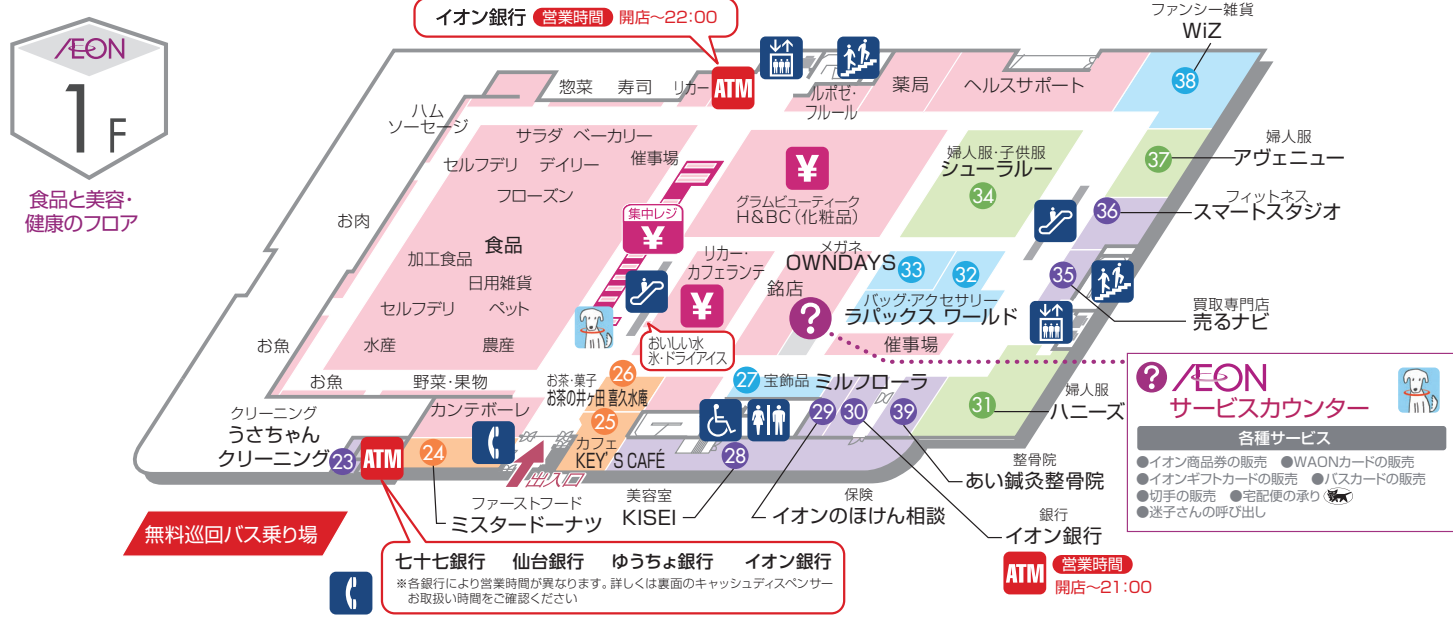 ÆON
1F
食品と美容・
健康のフロア
イオン銀行 営業時間 開店～22:00
ATM
ファンシー雑貨
WiZ
38
惣菜
寿司
リカー
ルポゼ・
フルール
薬局
ヘルスサポート
ハム
ソーセージ
サラダ ベーカリー
セルフデリ デイリー
催事場
フローズン
お肉
集中レジ
¥
¥
グラムビューティーク
H&BC(化粧品)
婦人服・子供服
シューラルー
34
婦人服
アヴェニュー
37
フィットネス
スマートスタジオ
36
食品
加工食品
日用雑貨
セルフデリ
ペット
水産
農産
お魚
お魚
野菜・果物
リカー・
カフェランテ
¥
銘店
メガネ
OWNDAYS
33
32
バッグ・アクセサリー
ラパックス ワールド
催事場
35
買取専門店
売るナビ
おいしい水
氷・ドライアイス
?
お茶・菓子
お茶の井ヶ田 喜久水庵
26
25
カフェ
KEY'S CAFÉ
27 宝飾品 ミルフローラ
28
29
30
39
31
婦人服
ハニーズ
クリーニング
うさちゃん
クリーニング
23
ATM
24
カンテボーレ
出入口
ファーストフード
ミスタードーナツ
美容室
KISEI
保険
イオンのほけん相談
整骨院
あい鍼灸整骨院
銀行
イオン銀行
ATM
営業時間
開店～21:00
無料巡回バス乗り場
七十七銀行 仙台銀行 ゆうちょ銀行 イオン銀行
※各銀行により営業時間が異なります。詳しくは裏面のキャッシュディスペンサー
お取扱い時間をご確認ください
? ÆON
サービスカウンター
各種サービス
●イオン商品券の販売 ●WAONカードの販売
●イオンギフトカードの販売 ●バスカードの販売
●切手の販売 ●宅配便の承り
●迷子さんの呼び出し